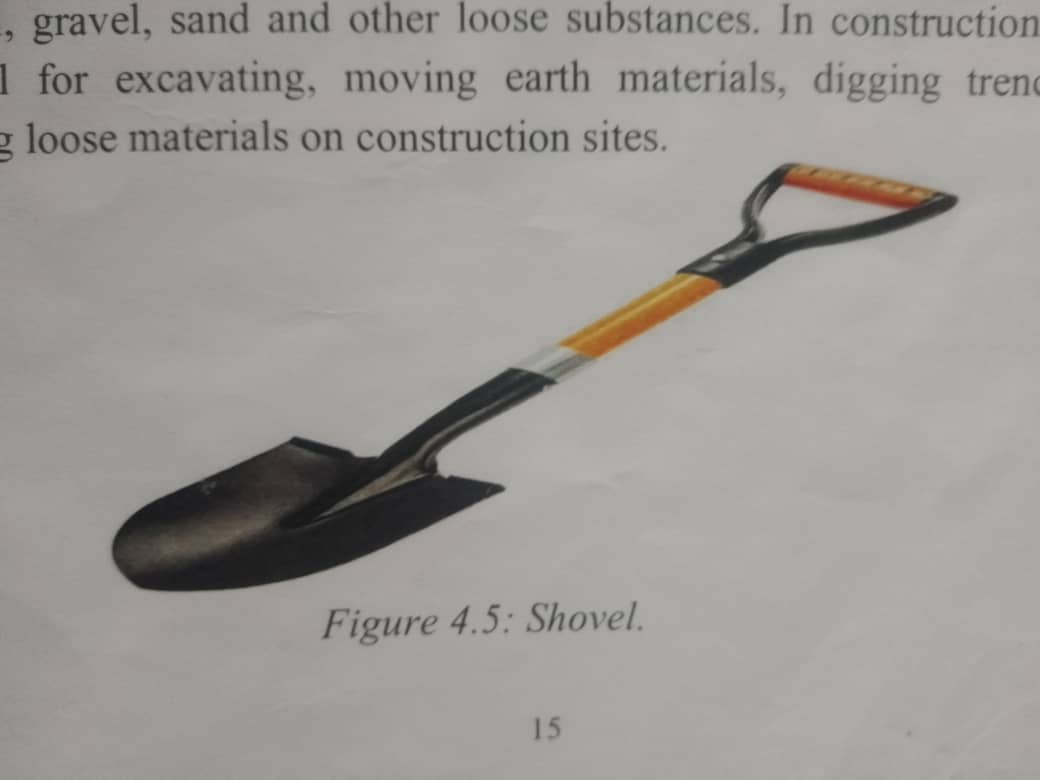 , gravel, sand and other loose substances. In construction
for excavating, moving earth materials, digging
loose materials on construction sites.
Figure 4.5: Shovel.
15